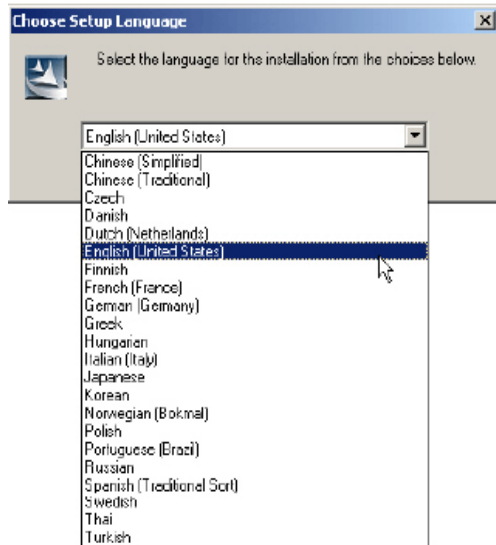 Choose Setup Language
Select the language for the installation from the choices below.
English (United States)
Chinese (Simplified)
Chinese (Traditional)
Czech
Danish
Dutch (Netherlands)
English (United States)
Finnish
French (France)
German (Germany)
Greek
Hungarian
Italian (Italy)
Japanese
Korean
Norwegian (Bokmal)
Polish
Portuguese (Brazil)
Russian
Spanish (Traditional Sort)
Swedish
Thai
Turkish